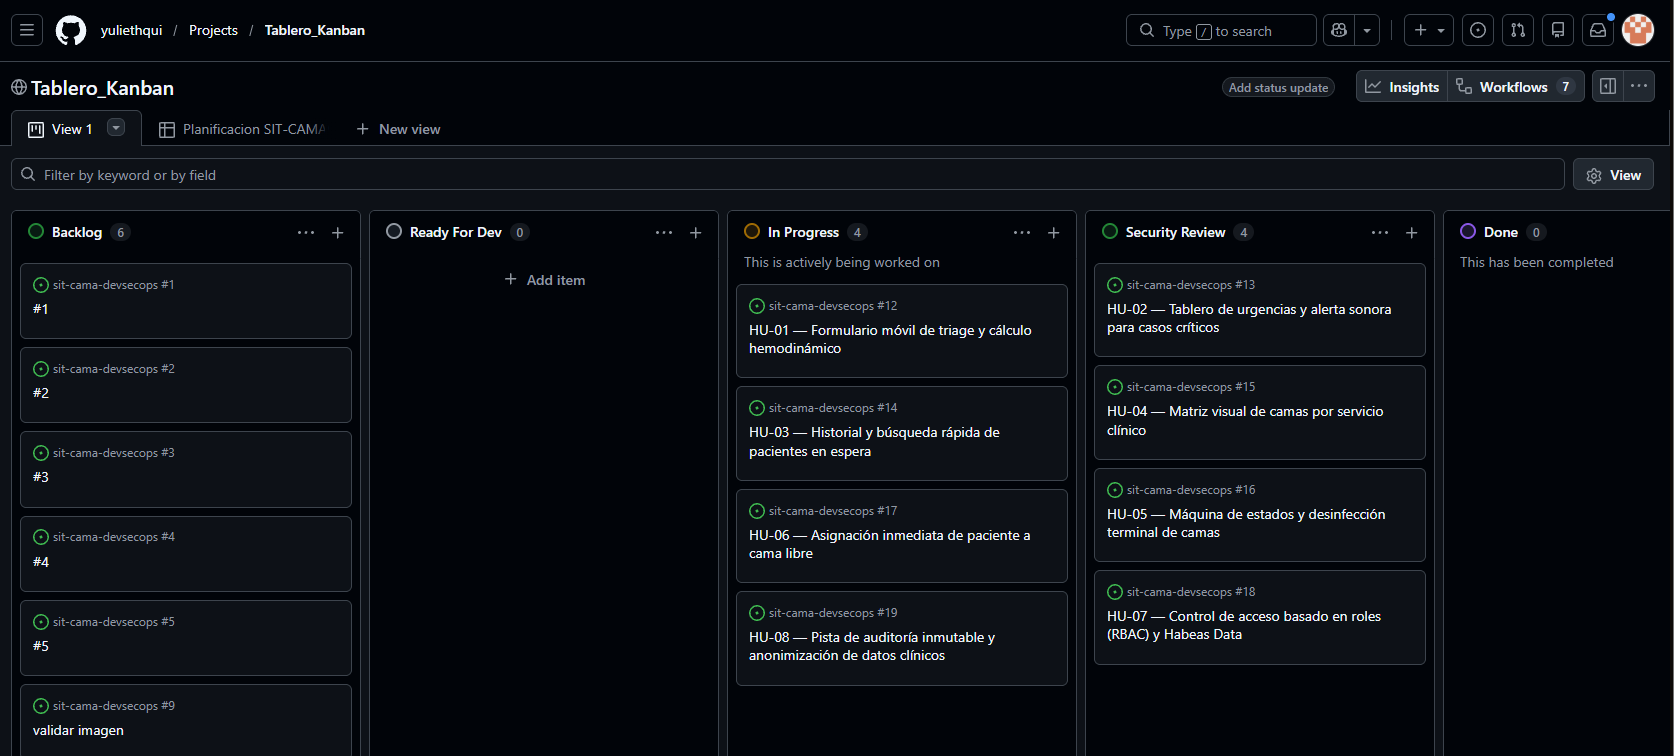 yuliethqui / Projects / Tablero_Kanban
Type / to search
Tablero_Kanban
Add status update
Insights
Workflows 7
View 1
Planificacion SIT-CAMA
New view
Filter by keyword or by field
View
Backlog 6
sit-cama-devsecops #1
#1
sit-cama-devsecops #2
#2
sit-cama-devsecops #3
#3
sit-cama-devsecops #4
#4
sit-cama-devsecops #5
#5
sit-cama-devsecops #9
validar imagen
Ready For Dev 0
Add item
In Progress 4
This is actively being worked on
sit-cama-devsecops #12
HU-01 — Formulario móvil de triage y cálculo
hemodinámico
sit-cama-devsecops #14
HU-03 — Historial y búsqueda rápida de
pacientes en espera
sit-cama-devsecops #17
HU-06 — Asignación inmediata de paciente a
cama libre
sit-cama-devsecops #19
HU-08 — Pista de auditoría inmutable y
anonimización de datos clínicos
Security Review 4
sit-cama-devsecops #13
HU-02 — Tablero de urgencias y alerta sonora
para casos críticos
sit-cama-devsecops #15
HU-04 — Matriz visual de camas por servicio
clínico
sit-cama-devsecops #16
HU-05 — Máquina de estados y desinfección
terminal de camas
sit-cama-devsecops #18
HU-07 — Control de acceso basado en roles
(RBAC) y Habeas Data
Done 0
This has been completed